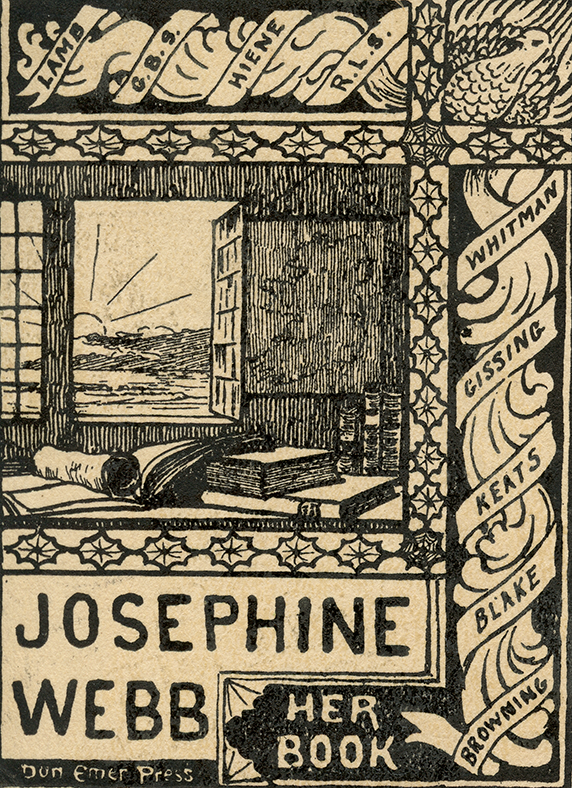 LAMB
G.B.S.
HIENE
R.L.S.
WHITMAN
GISSING
KEATS
BLAKE
BROWNING
JOSEPHINE
WEBB
HER
BOOK
Dun Emer Press